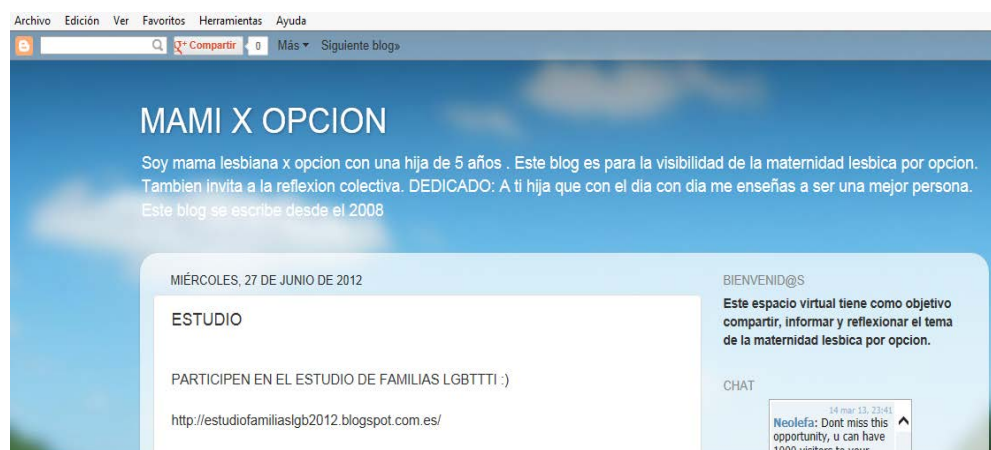 Archivo Edición Ver Favoritos Herramientas Ayuda
Compartir 0 Más Siguiente blog»
MAMI X OPCION
Soy mama lesbiana x opcion con una hija de 5 años . Este blog es para la visibilidad de la maternidad lesbica por opcion.
Tambien invita a la reflexion colectiva. DEDICADO: A ti hija que con el dia con dia me enseñas a ser una mejor persona.
Este blog se escribe desde el 2008
MIÉRCOLES, 27 DE JUNIO DE 2012
ESTUDIO
PARTICIPEN EN EL ESTUDIO DE FAMILIAS LGBTTTI :)
http://estudiofamiliaslgb2012.blogspot.com.es/
BIENVENID@S
Este espacio virtual tiene como objetivo
compartir, informar y reflexionar el tema
de la maternidad lesbica por opcion.
CHAT
14 mar 13, 23:41
Neolefa: Dont miss this
opportunity, u can have
1000 visitors to your